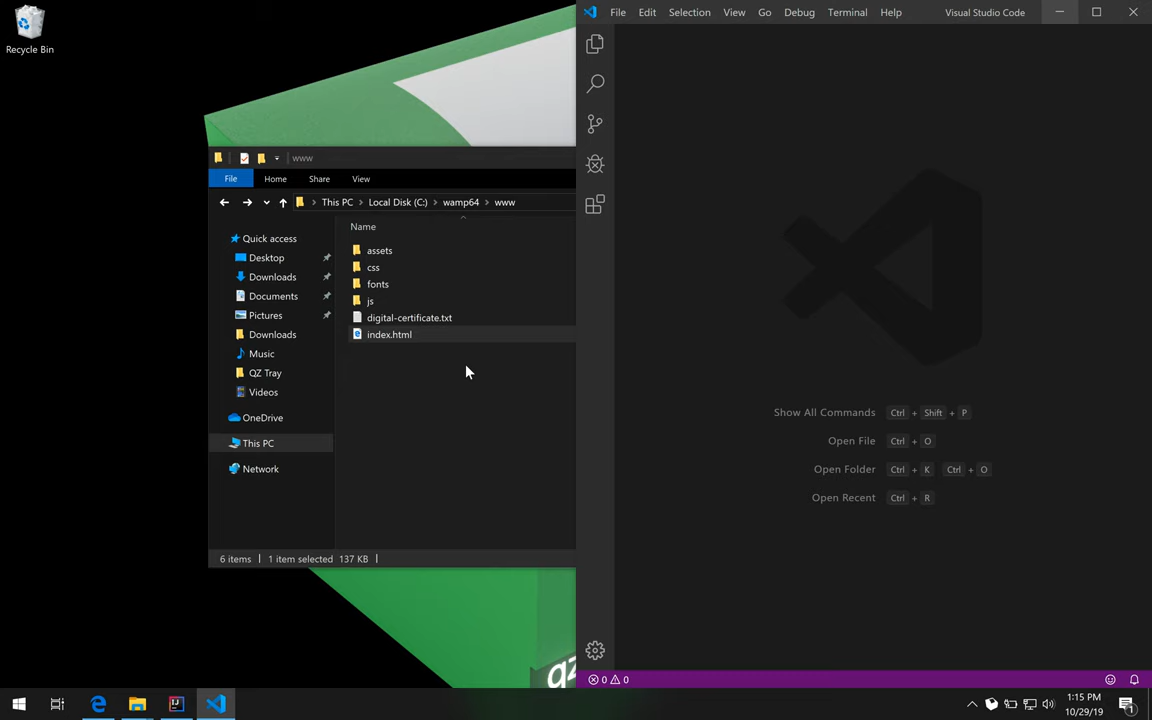 Recycle Bin
File Edit Selection View Go Debug Terminal Help Visual Studio Code
www
File Home Share View
This PC Local Disk (C:) wamp64 www
Name
Quick access
Desktop
Downloads
Documents
Pictures
Downloads
Music
QZ Tray
Videos
OneDrive
This PC
Network
assets
css
fonts
js
digital-certificate.txt
index.html
6 items 1 item selected 137 KB
Show All Commands Ctrl + Shift + P
Open File Ctrl + O
Open Folder Ctrl + K Ctrl + O
Open Recent Ctrl + R
qz
0 0
1:15 PM
10/29/19
1